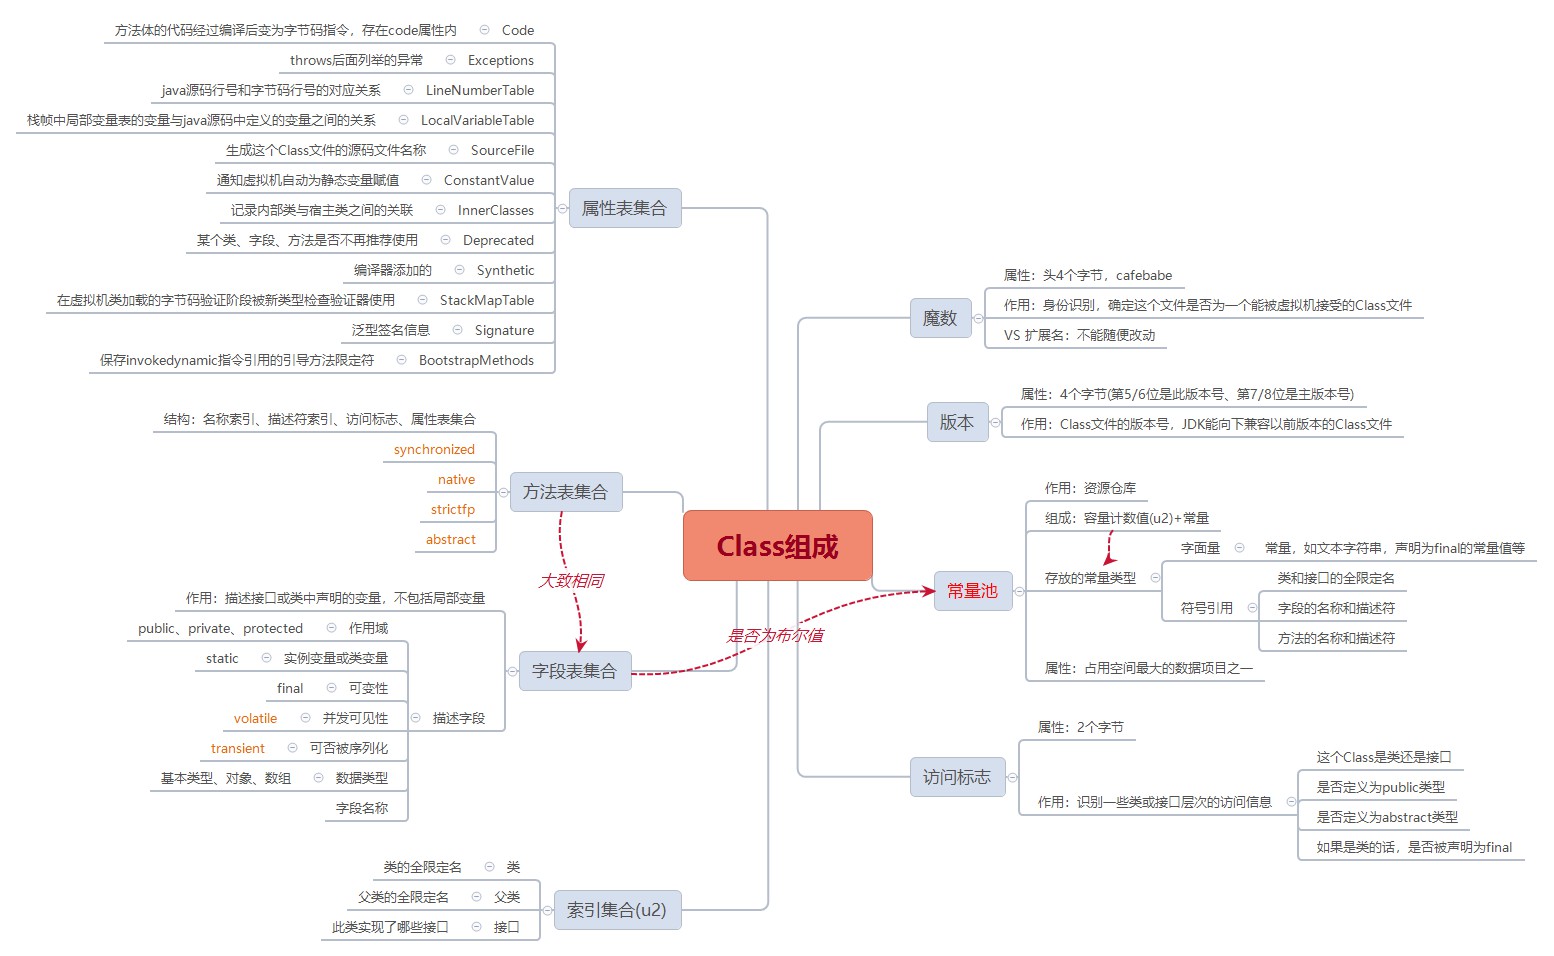 Class组成
魔数
属性：头4个字节，cafebabe
作用：身份识别，确定这个文件是否为一个能被虚拟机接受的Class文件
VS 扩展名：不能随便改动
版本
属性：4个字节(第5/6位是此版本号、第7/8位是主版本号)
作用：Class文件的版本号，JDK能向下兼容以前版本的Class文件
常量池
作用：资源仓库
组成：容量计数值(u2)+常量
存放的常量类型
字面量
常量，如文本字符串，声明为final的常量值等
符号引用
类和接口的全限定名
字段的名称和描述符
方法的名称和描述符
属性：占用空间最大的数据项目之一
访问标志
属性：2个字节
作用：识别一些类或接口层次的访问信息
这个Class是类还是接口
是否定义为public类型
是否定义为abstract类型
如果是类的话，是否被声明为final
属性表集合
方法体的代码经过编译后变为字节码指令，存在code属性内 Code
throws后面列举的异常 Exceptions
java源码行号和字节码行号的对应关系 LineNumberTable
栈帧中局部变量表的变量与java源码中定义的变量之间的关系 LocalVariableTable
生成这个Class文件的源码文件名称 SourceFile
通知虚拟机自动为静态变量赋值 ConstantValue
记录内部类与宿主类之间的关联 InnerClasses
某个类、字段、方法是否不再推荐使用 Deprecated
编译器添加的 Synthetic
在虚拟机类加载的字节码验证阶段被新类型检查验证器使用 StackMapTable
泛型签名信息 Signature
保存invokedynamic指令引用的引导方法限定符 BootstrapMethods
方法表集合
结构：名称索引、描述符索引、访问标志、属性表集合
synchronized
native
strictfp
abstract
大致相同
字段表集合
是否为布尔值
作用：描述接口或类中声明的变量，不包括局部变量
描述字段
public、private、protected 作用域
static 实例变量或类变量
final 可变性
volatile 并发可见性
transient 可否被序列化
基本类型、对象、数组 数据类型
字段名称
索引集合(u2)
类的全限定名 类
父类的全限定名 父类
此类实现了哪些接口 接口